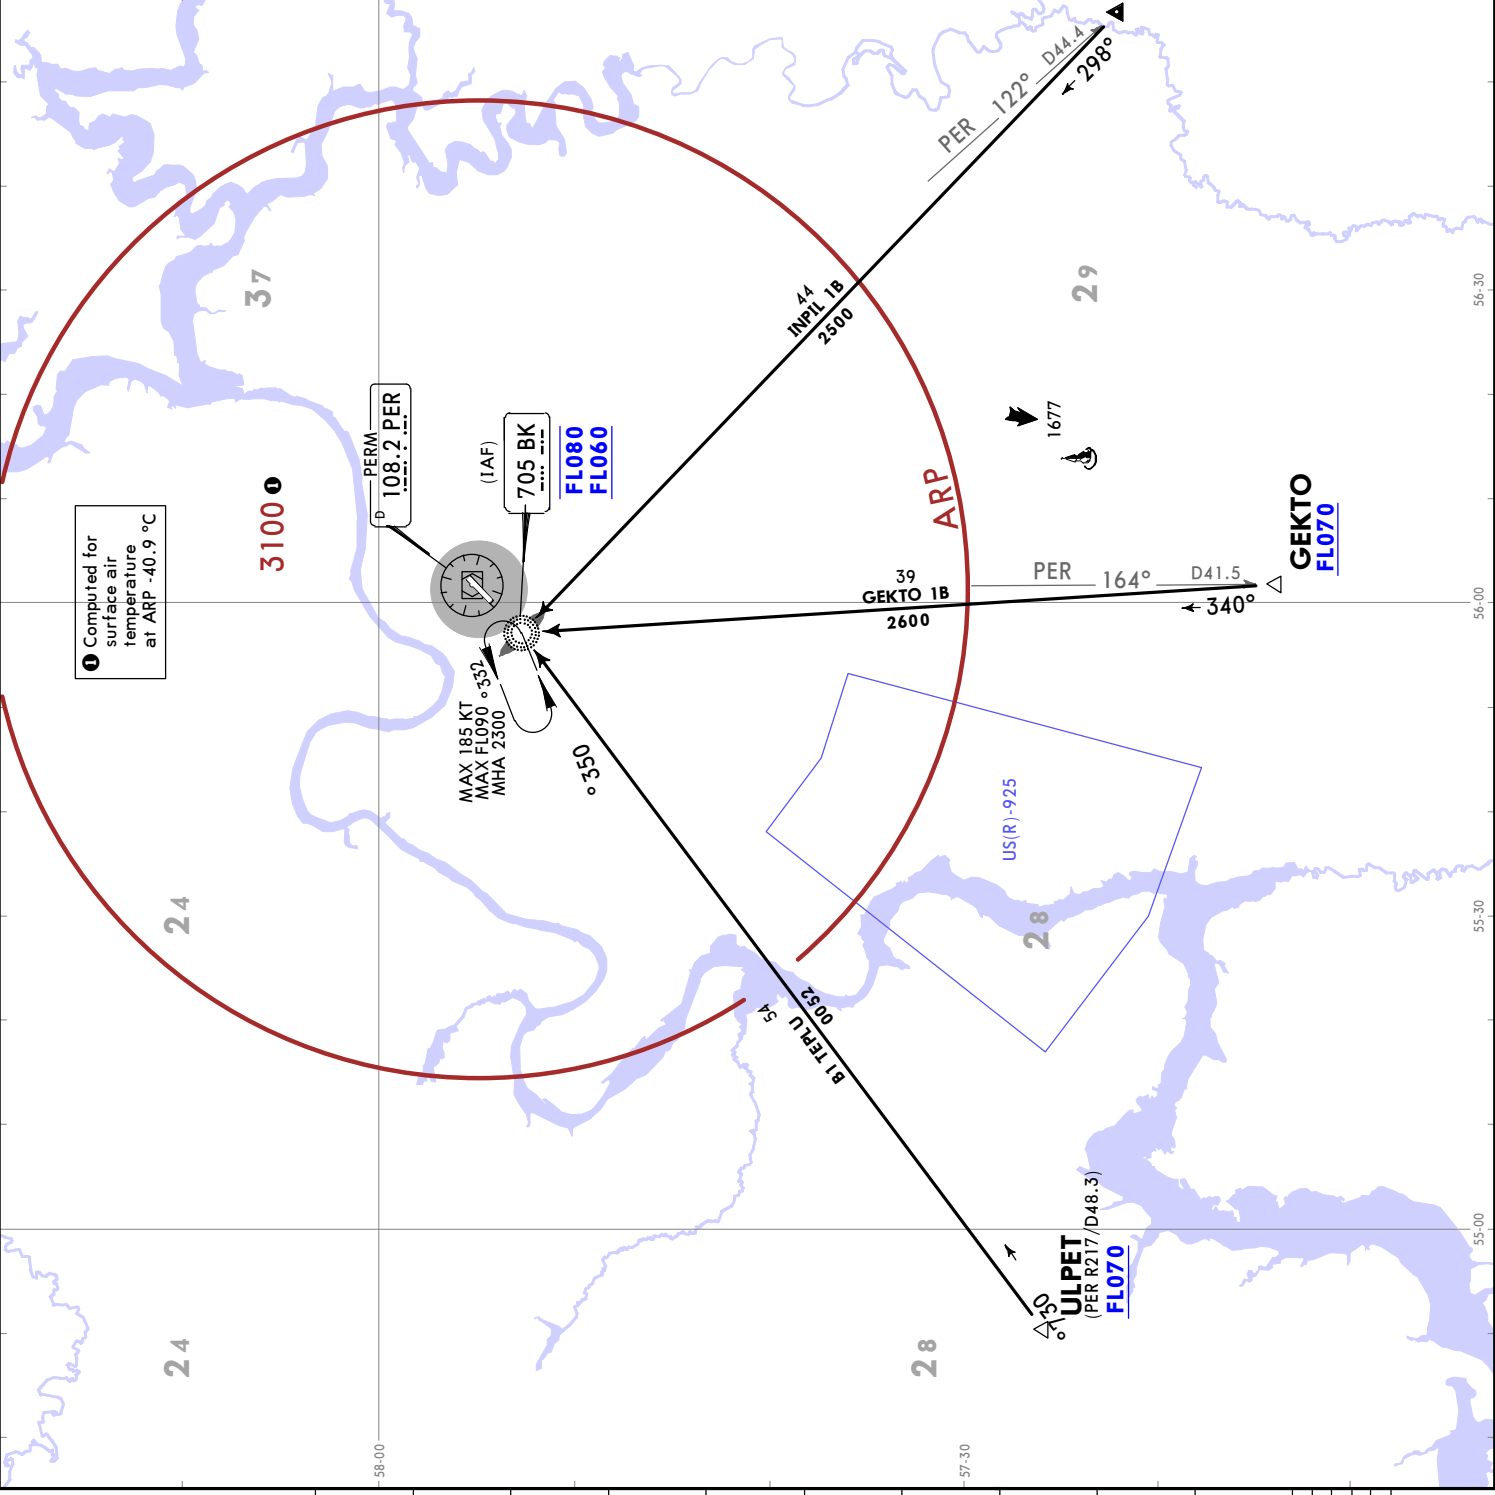 ❶ Computed for
surface air
temperature
at ARP -40.9 °C
3100 ❶
37
24
24
29
28
28
PERM
D
108.2 PER
(IAF)
705 BK
FL080
FL060
MAX 185 KT
MAX FL090
MHA 2300
332°
350°
PER 122° D44.4
298°
44
INPIL 1B
2500
1677
ARP
39
GEKTO 1B
2600
PER 164° D41.5
340°
GEKTO
FL070
US(R)-925
54
B1 TEPLU
0052
ULPET
(PER R217/D48.3)
FL070
58-00
57-30
56-30
56-00
55-30
55-00